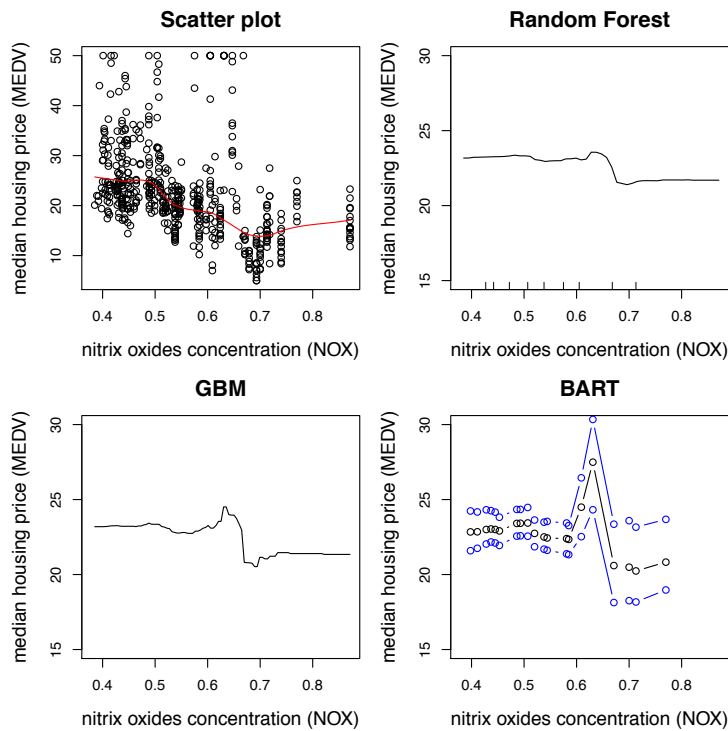 Scatter plot
median housing price (MEDV)
10 20 30 40 50
0.4 0.5 0.6 0.7 0.8
nitrix oxides concentration (NOX)
Random Forest
median housing price (MEDV)
15 20 25 30
0.4 0.5 0.6 0.7 0.8
nitrix oxides concentration (NOX)
GBM
median housing price (MEDV)
15 20 25 30
0.4 0.5 0.6 0.7 0.8
nitrix oxides concentration (NOX)
BART
median housing price (MEDV)
15 20 25 30
0.4 0.5 0.6 0.7 0.8
nitrix oxides concentration (NOX)